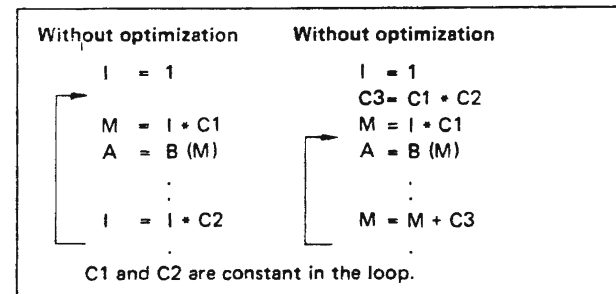 Without optimization
I = 1
M = I * C1
A = B (M)
.
.
.
I = I * C2
.
Without optimization
I = 1
C3= C1 * C2
M = I * C1
A = B (M)
.
.
.
M = M + C3
.
C1 and C2 are constant in the loop.